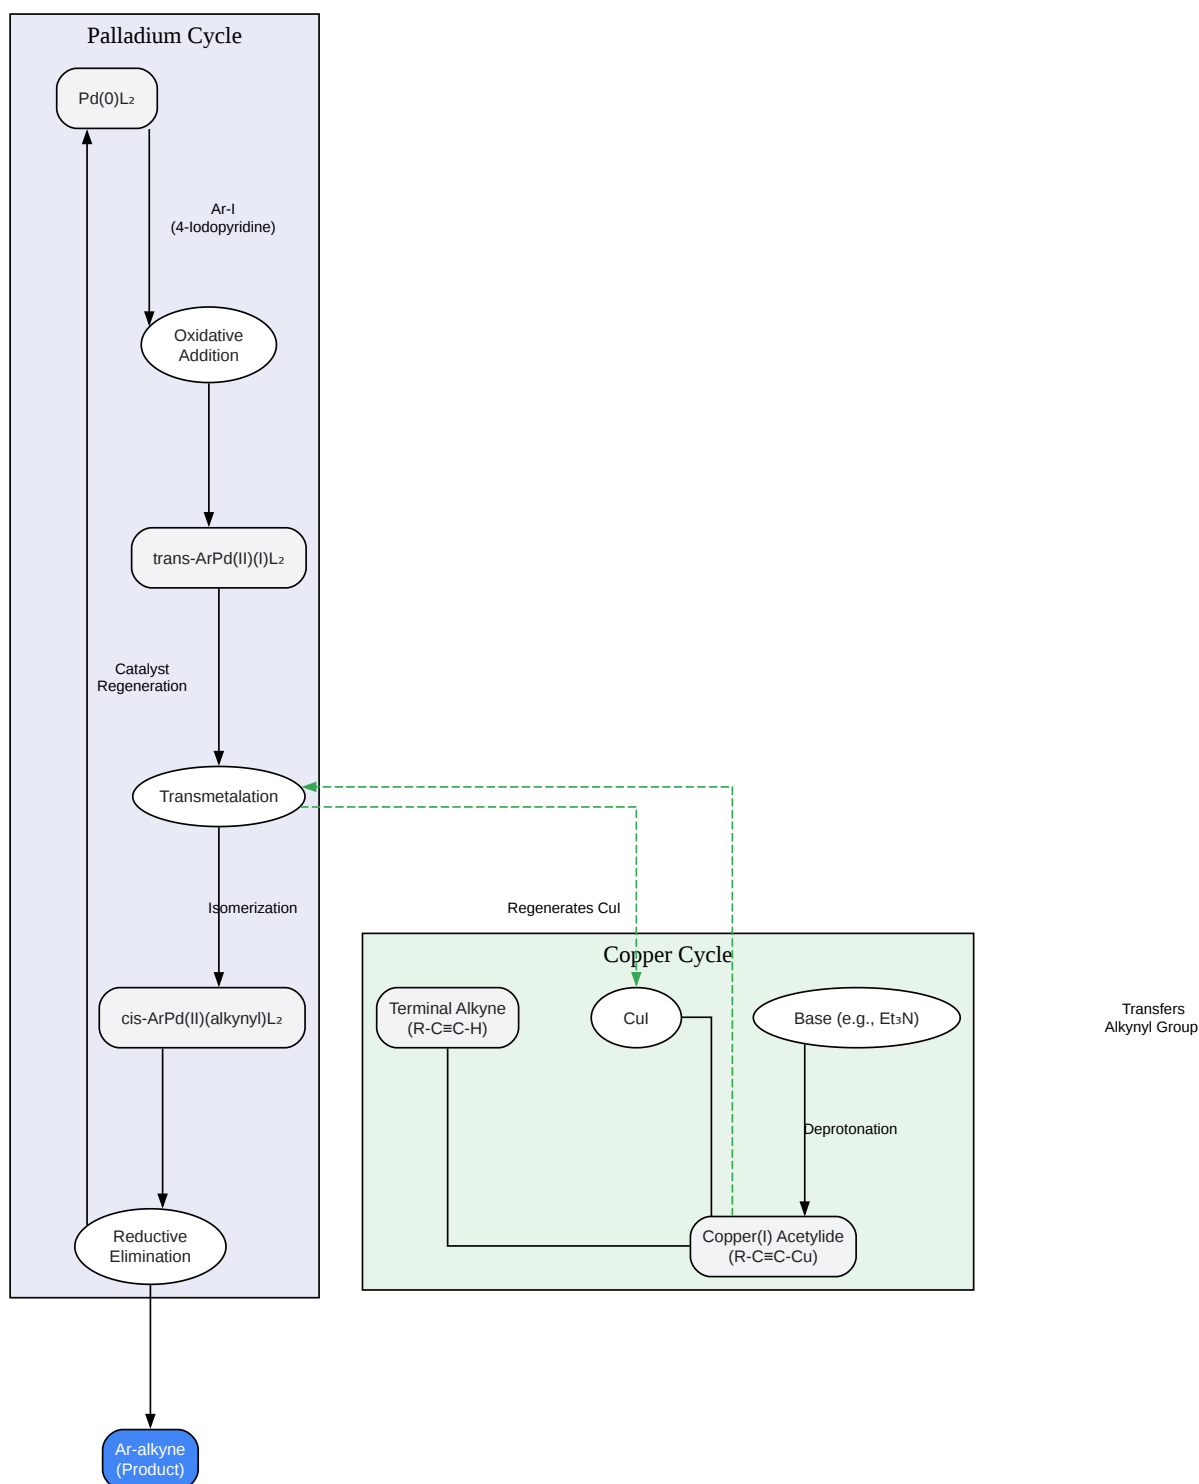 Palladium Cycle
Pd(0)L₂
Ar-I
(4-Iodopyridine)
Oxidative
Addition
trans-ArPd(II)(I)L₂
Catalyst
Regeneration
Transmetalation
Isomerization
Regenerates CuI
Copper Cycle
cis-ArPd(II)(alkynyl)L₂
Terminal Alkyne
(R-C≡C-H)
CuI
Base (e.g., Et₃N)
Transfers
Alkynyl Group
Deprotonation
Reductive
Elimination
Copper(I) Acetylide
(R-C≡C-Cu)
Ar-alkyne
(Product)